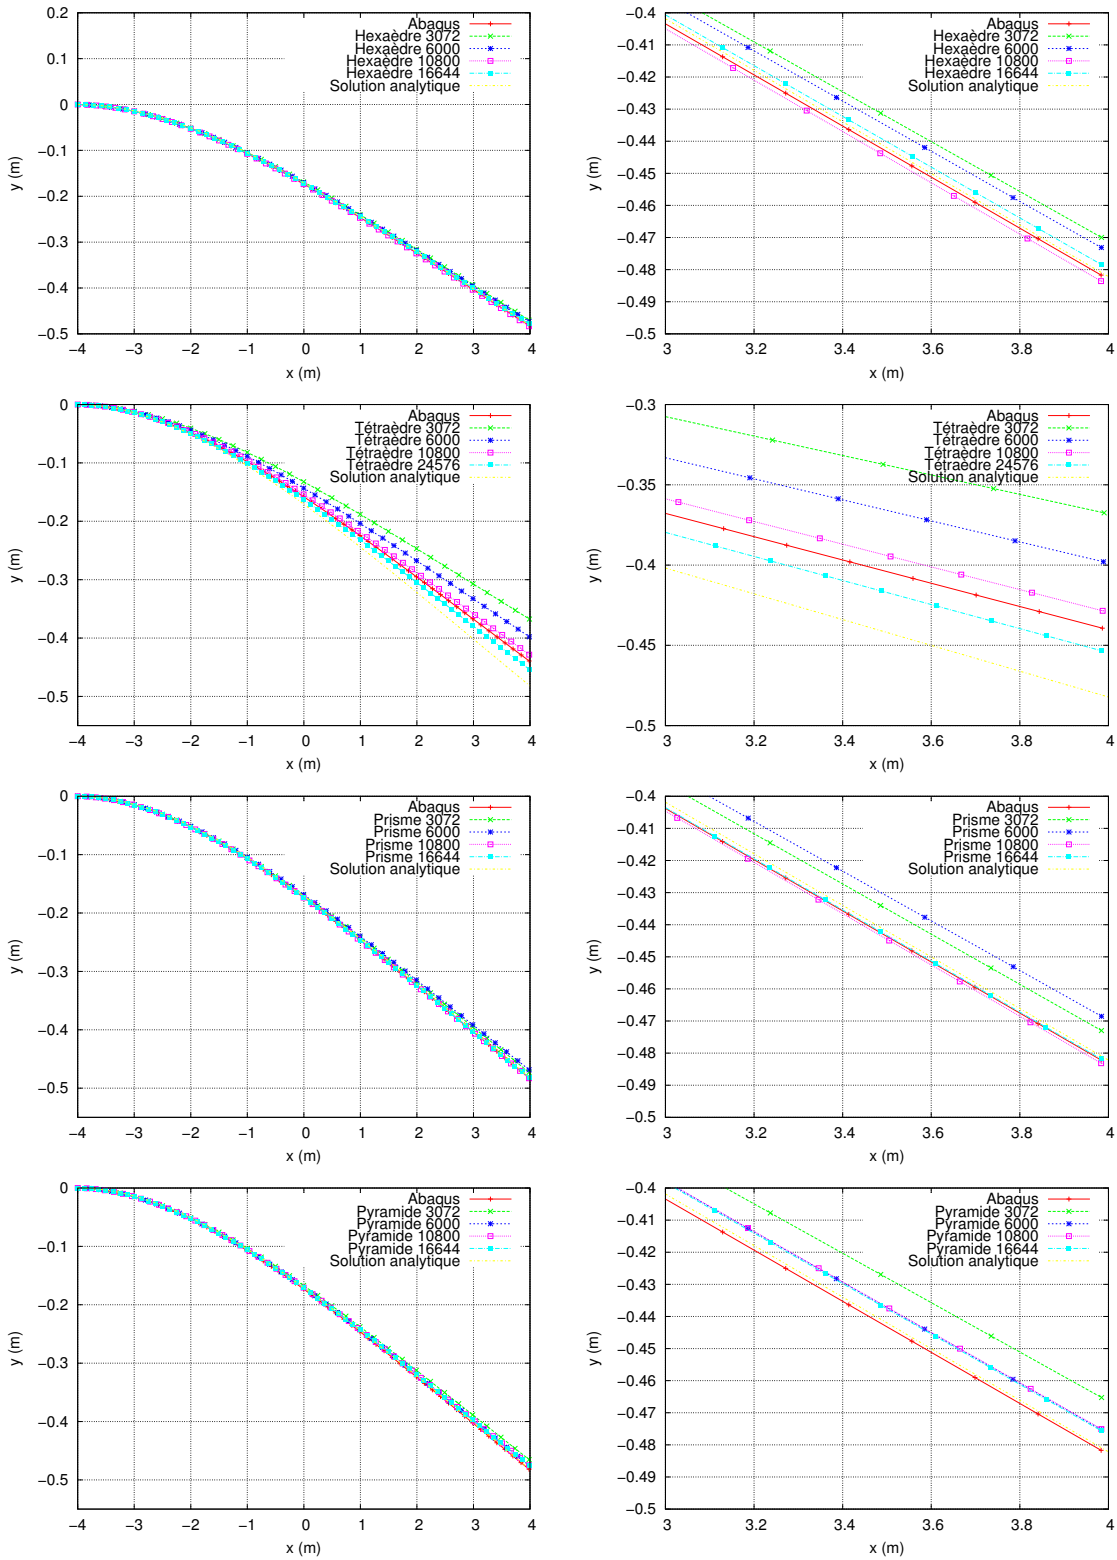 0.2
0.1
0
−0.1
−0.2
−0.3
−0.4
−0.5
−4 −3 −2 −1 0 1 2 3 4
y (m)
x (m)
Abaqus
Hexaèdre 3072
Hexaèdre 6000
Hexaèdre 10800
Hexaèdre 16644
Solution analytique
−0.4
−0.41
−0.42
−0.43
−0.44
−0.45
−0.46
−0.47
−0.48
−0.49
−0.5
3 3.2 3.4 3.6 3.8 4
y (m)
x (m)
Abaqus
Hexaèdre 3072
Hexaèdre 6000
Hexaèdre 10800
Hexaèdre 16644
Solution analytique
0
−0.1
−0.2
−0.3
−0.4
−0.5
−4 −3 −2 −1 0 1 2 3 4
y (m)
x (m)
Abaqus
Tétraèdre 3072
Tétraèdre 6000
Tétraèdre 10800
Tétraèdre 24576
Solution analytique
−0.3
−0.35
−0.4
−0.45
−0.5
3 3.2 3.4 3.6 3.8 4
y (m)
x (m)
Abaqus
Tétraèdre 3072
Tétraèdre 6000
Tétraèdre 10800
Tétraèdre 24576
Solution analytique
0
−0.1
−0.2
−0.3
−0.4
−0.5
−4 −3 −2 −1 0 1 2 3 4
y (m)
x (m)
Abaqus
Prisme 3072
Prisme 6000
Prisme 10800
Prisme 16644
Solution analytique
−0.4
−0.41
−0.42
−0.43
−0.44
−0.45
−0.46
−0.47
−0.48
−0.49
−0.5
3 3.2 3.4 3.6 3.8 4
y (m)
x (m)
Abaqus
Prisme 3072
Prisme 6000
Prisme 10800
Prisme 16644
Solution analytique
0
−0.1
−0.2
−0.3
−0.4
−0.5
−4 −3 −2 −1 0 1 2 3 4
y (m)
x (m)
Abaqus
Pyramide 3072
Pyramide 6000
Pyramide 10800
Pyramide 16644
Solution analytique
−0.4
−0.41
−0.42
−0.43
−0.44
−0.45
−0.46
−0.47
−0.48
−0.49
−0.5
3 3.2 3.4 3.6 3.8 4
y (m)
x (m)
Abaqus
Pyramide 3072
Pyramide 6000
Pyramide 10800
Pyramide 16644
Solution analytique